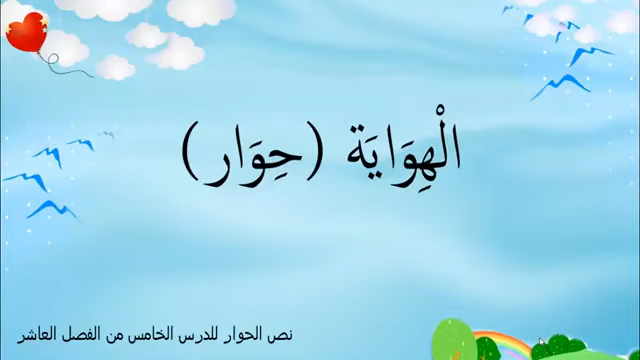 الْهِوَايَة (حِوَار)
نص الحوار للدرس الخامس من الفصل العاشر